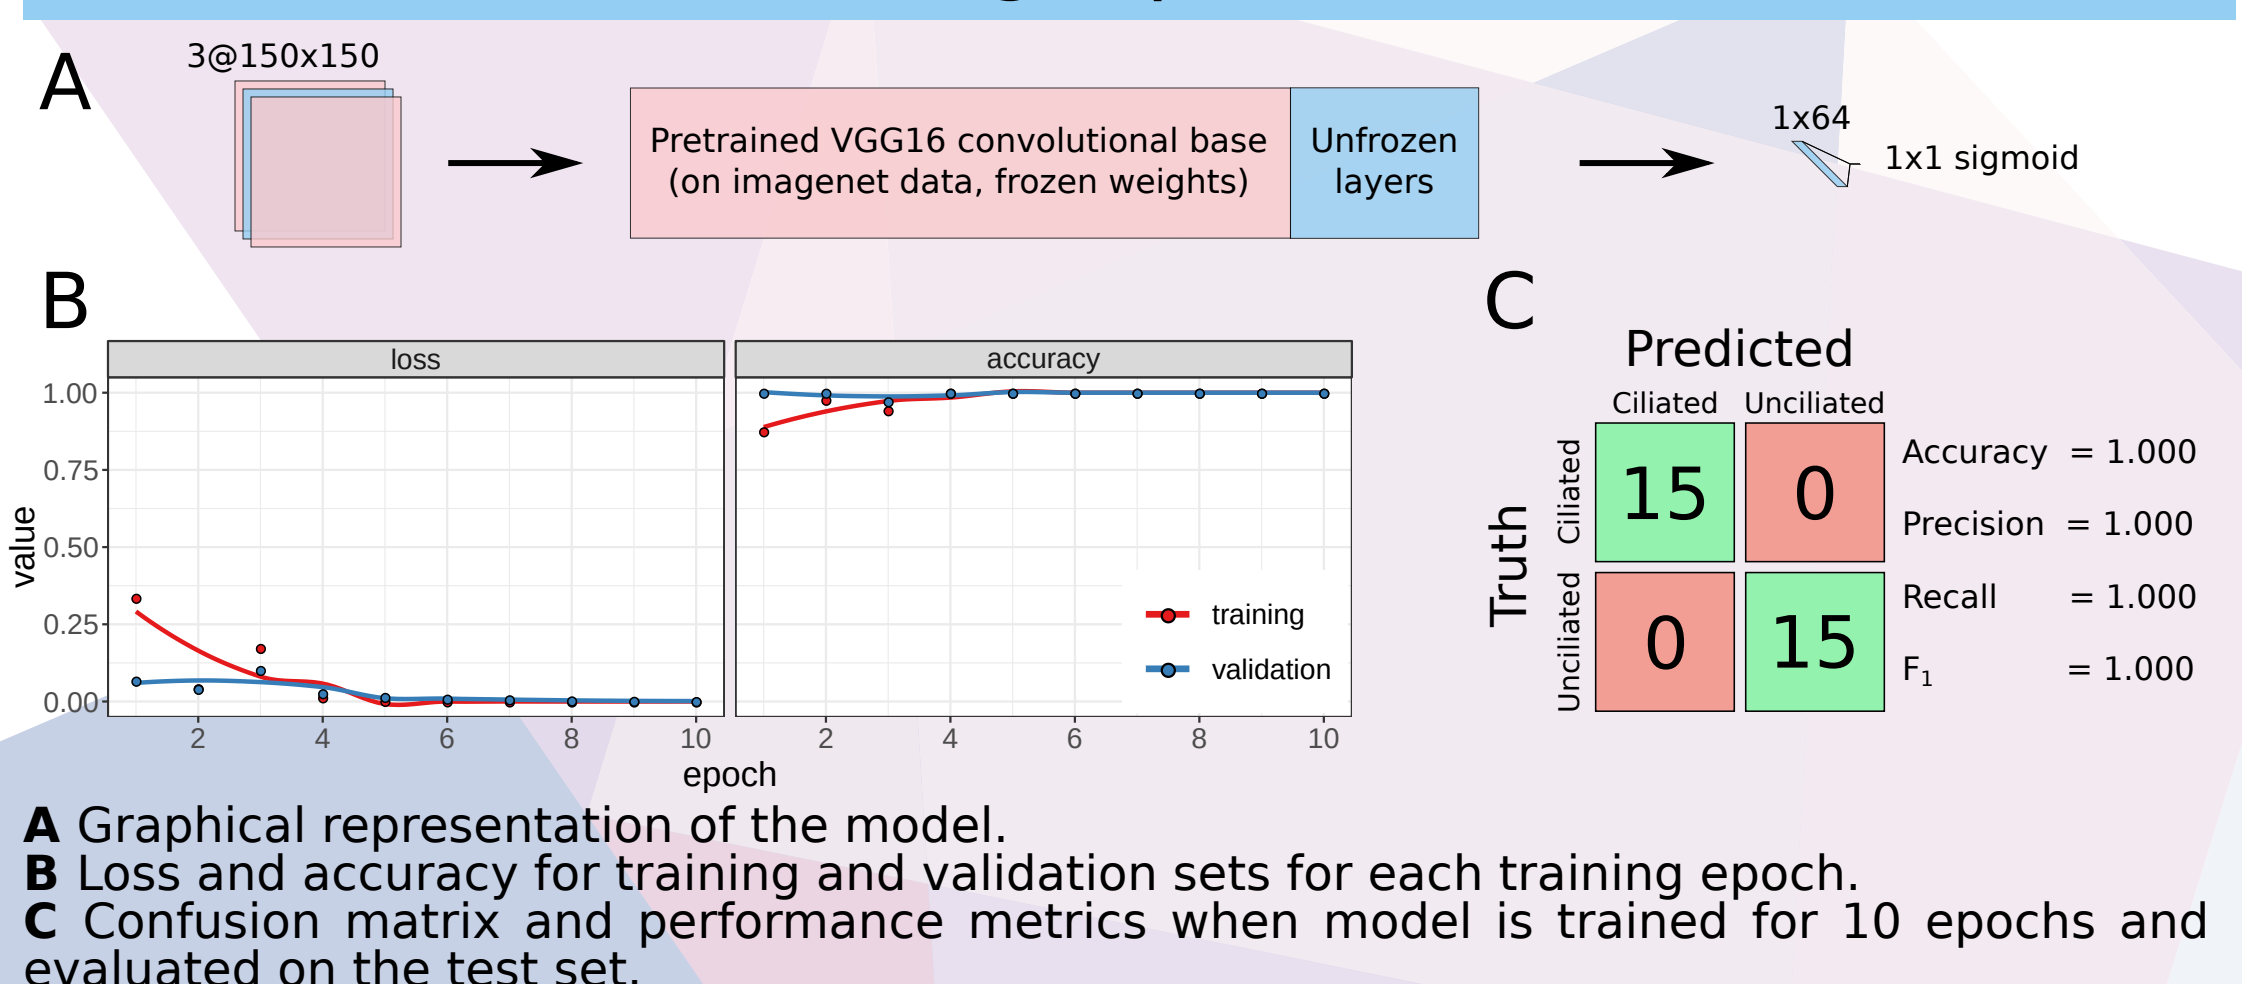 A
3@150x150
Pretrained VGG16 convolutional base
(on imagenet data, frozen weights)
Unfrozen
layers
1x64
1x1 sigmoid
B
loss
accuracy
value
1.00
0.75
0.50
0.25
0.00
2 4 6 8 10
2 4 6 8 10
epoch
training
validation
C
Predicted
Ciliated Unciliated
Truth
Ciliated
Unciliated
15 0
0 15
Accuracy = 1.000
Precision = 1.000
Recall = 1.000
F₁ = 1.000
A Graphical representation of the model.
B Loss and accuracy for training and validation sets for each training epoch.
C Confusion matrix and performance metrics when model is trained for 10 epochs and
evaluated on the test set.